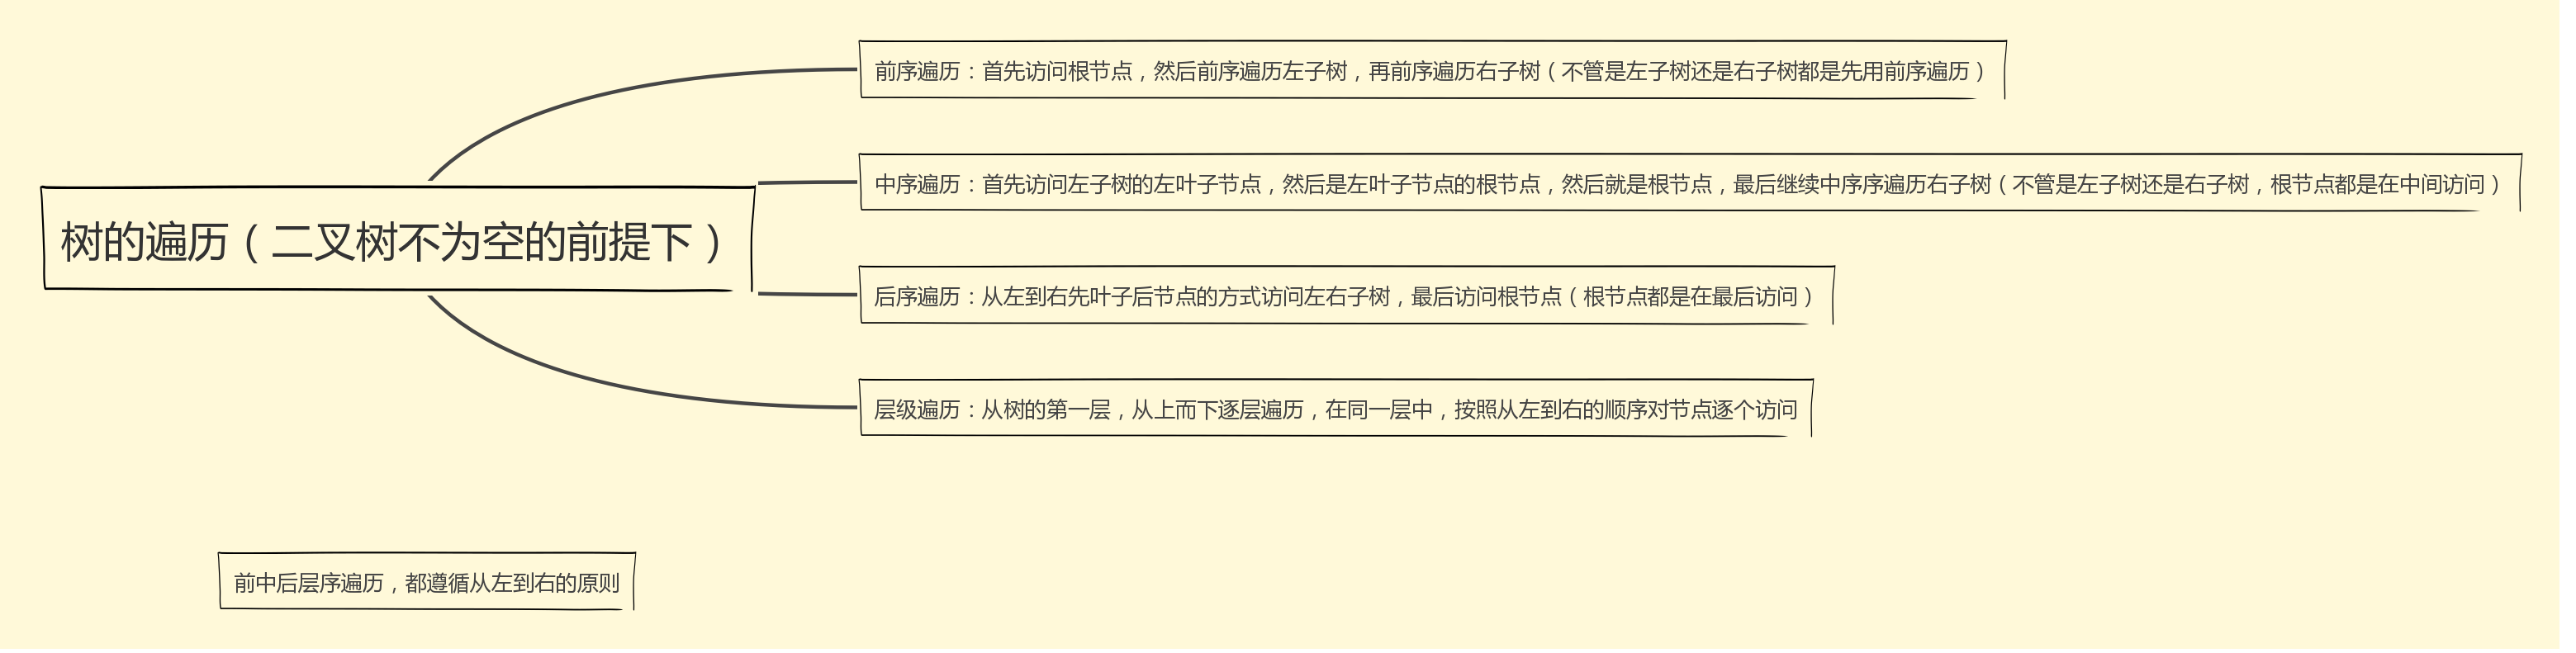 前序遍历：首先访问根节点，然后前序遍历左子树，再前序遍历右子树（不管是左子树还是右子树都是先用前序遍历）
中序遍历：首先访问左子树的左叶子节点，然后是左叶子节点的根节点，然后就是根节点，最后继续中序序遍历右子树（不管是左子树还是右子树，根节点都是在中间访问）
树的遍历（二叉树不为空的前提下）
后序遍历：从左到右先叶子后节点的方式访问左右子树，最后访问根节点（根节点都是在最后访问）
层级遍历：从树的第一层，从上而下逐层遍历，在同一层中，按照从左到右的顺序对节点逐个访问
前中后层序遍历，都遵循从左到右的原则